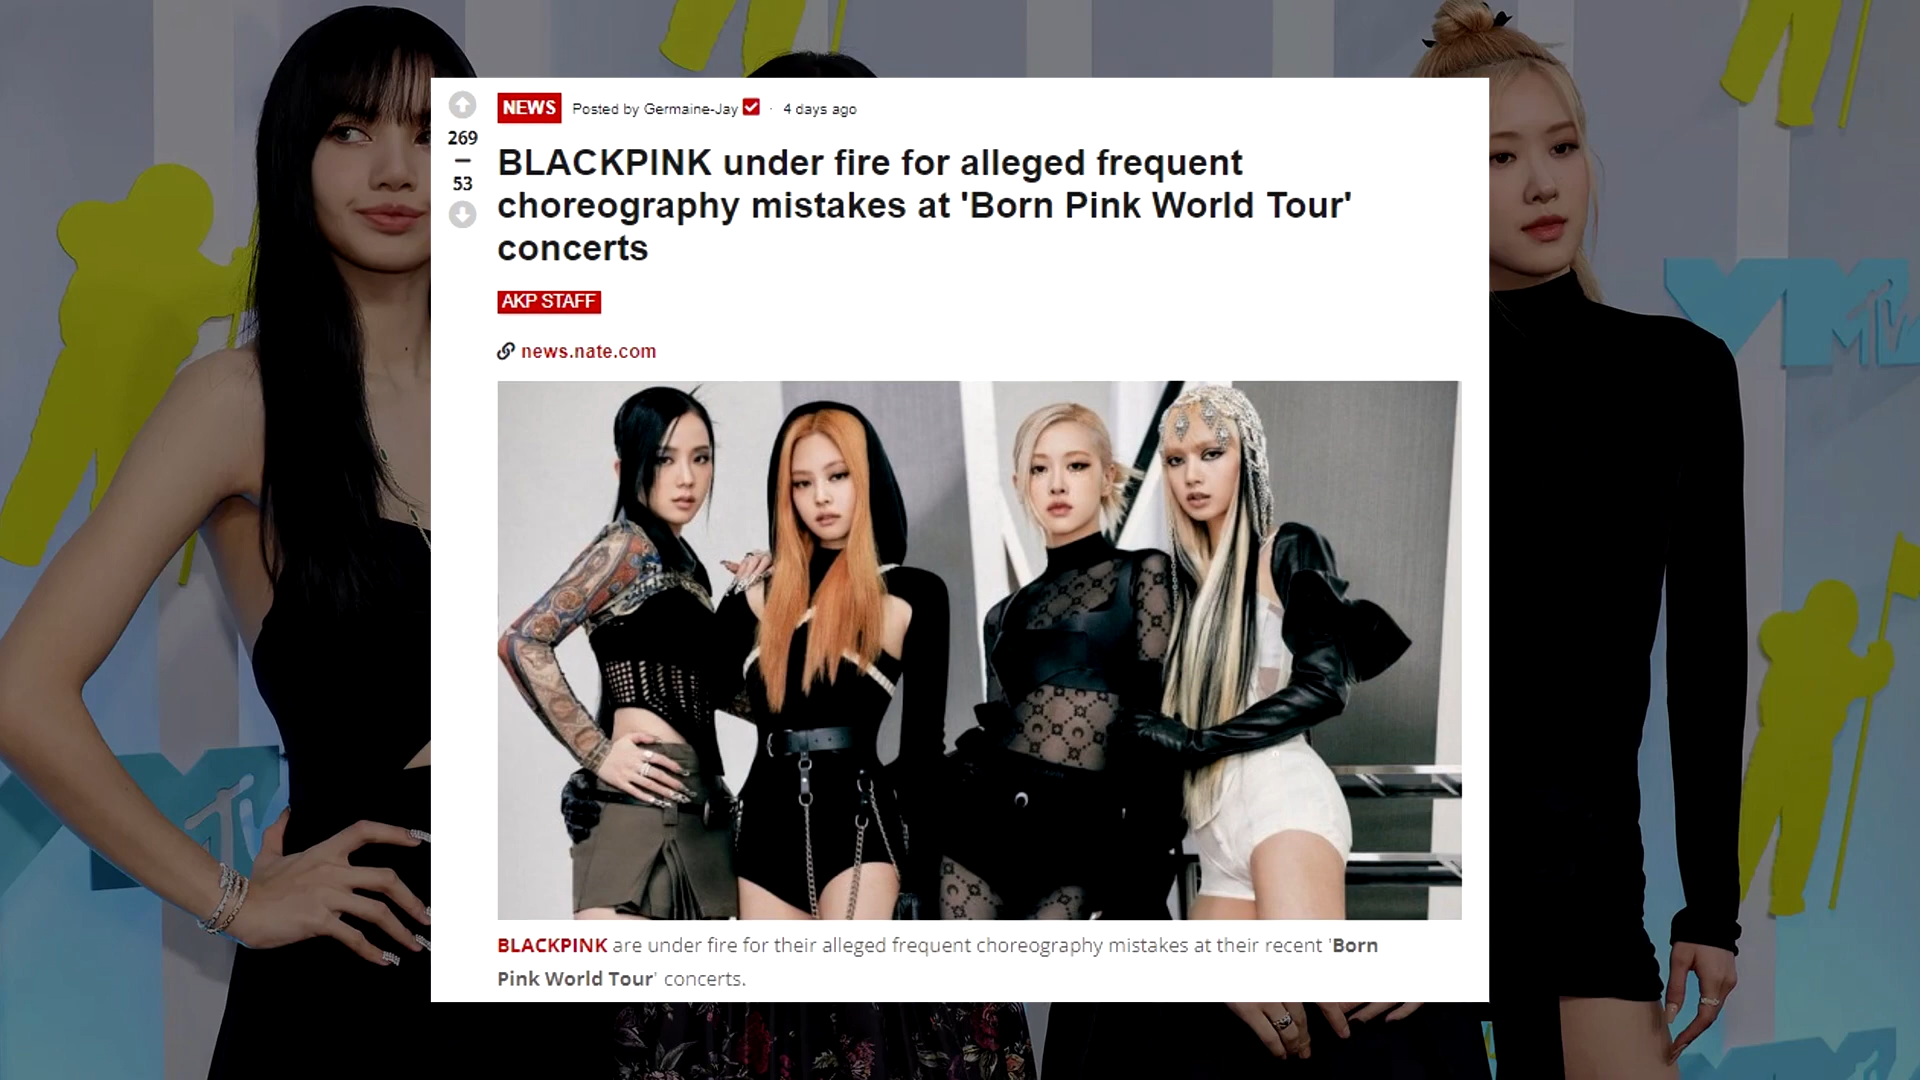 269
53
NEWS Posted by Germaine-Jay · 4 days ago
BLACKPINK under fire for alleged frequent
choreography mistakes at 'Born Pink World Tour'
concerts
AKP STAFF
news.nate.com
BLACKPINK are under fire for their alleged frequent choreography mistakes at their recent 'Born
Pink World Tour' concerts.
MTV
MTV